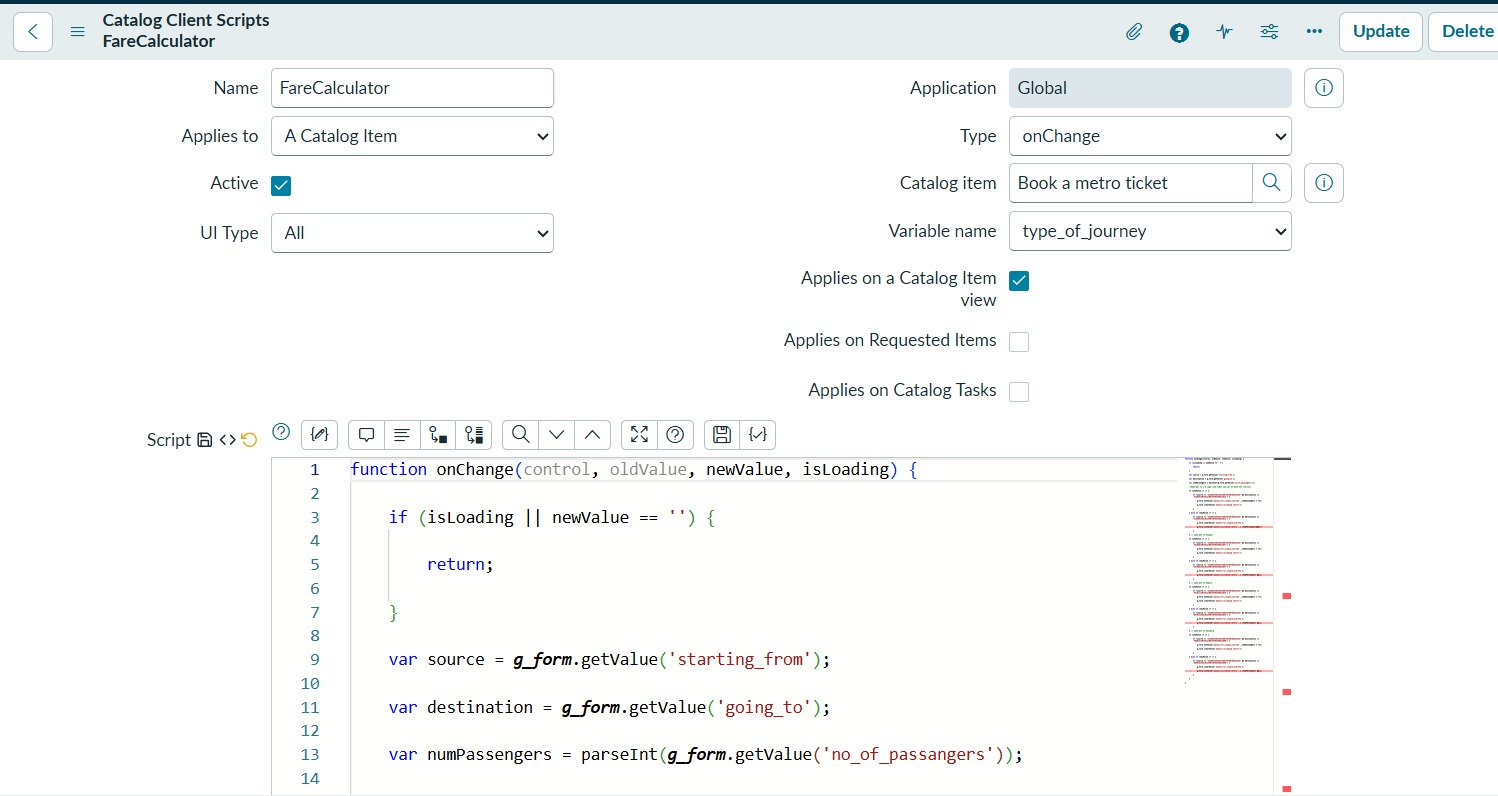 Catalog Client Scripts
FareCalculator
Update
Delete
Name FareCalculator
Application Global
Applies to A Catalog Item
Type onChange
Active
Catalog item Book a metro ticket
UI Type All
Variable name type_of_journey
Applies on a Catalog Item
view
Applies on Requested Items
Applies on Catalog Tasks
Script
1 function onChange(control, oldValue, newValue, isLoading) {
2
3 if (isLoading || newValue == '') {
4
5 return;
6
7 }
8
9 var source = g_form.getValue('starting_from');
10
11 var destination = g_form.getValue('going_to');
12
13 var numPassengers = parseInt(g_form.getValue('no_of_passangers'));
14